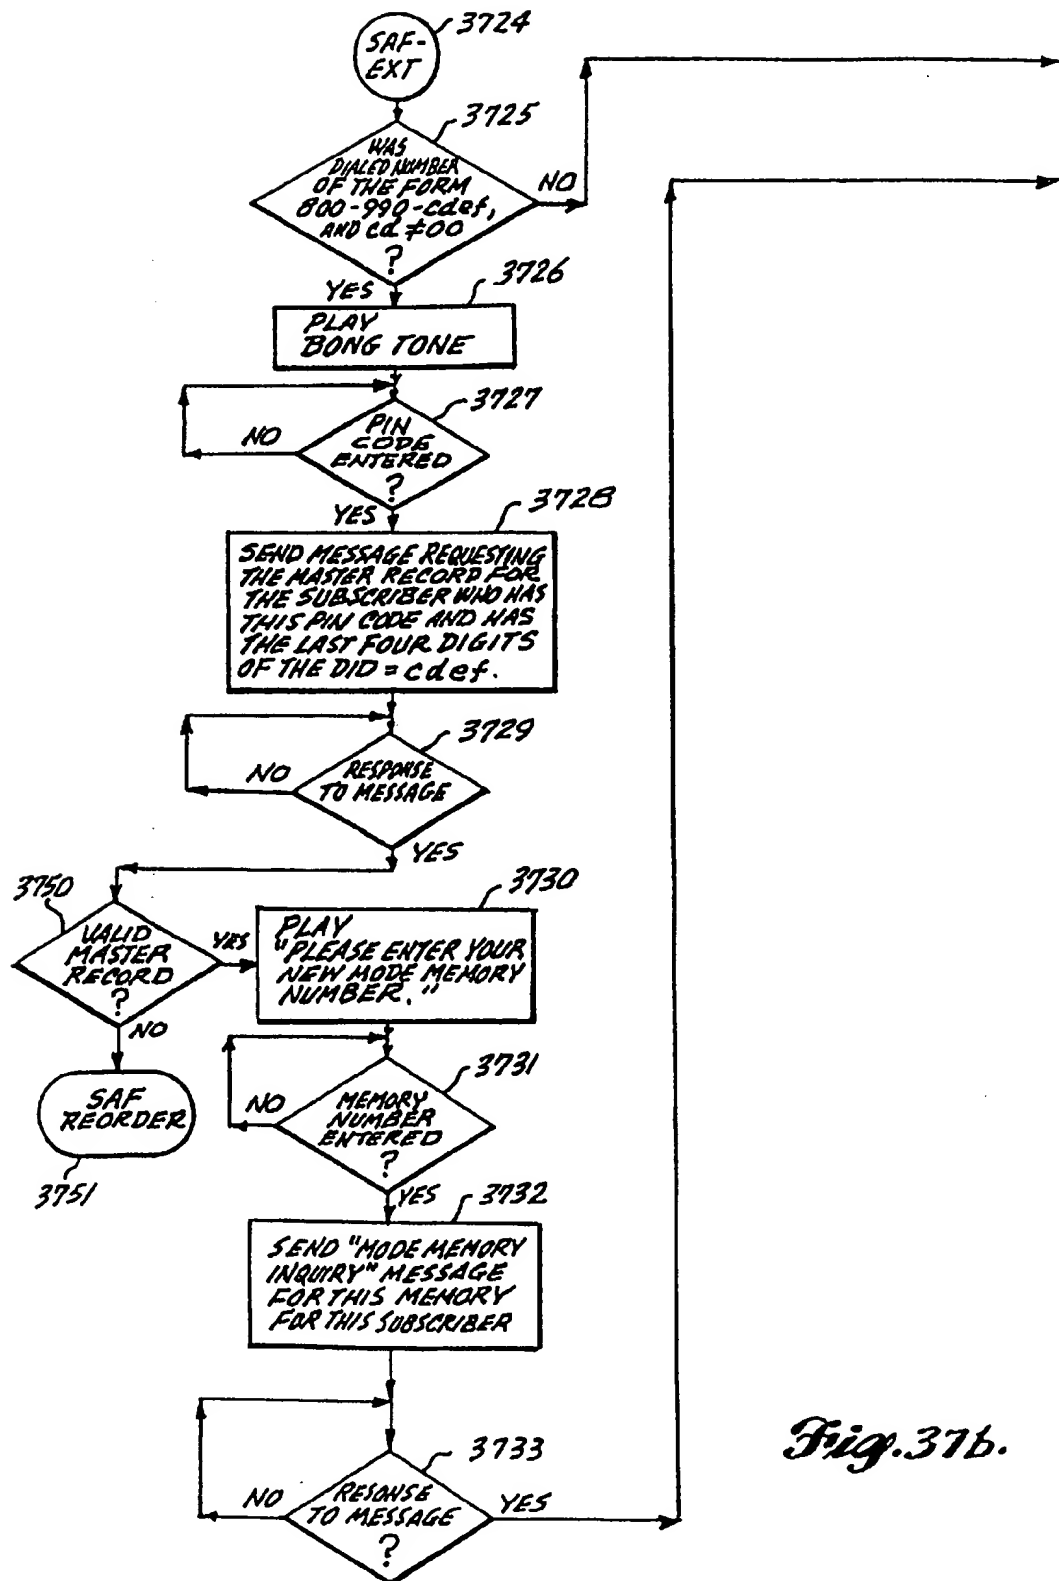 3724
SAF-
EXT
3725
WAS
DIALED NUMBER
OF THE FORM
800-990-cdef,
AND cd ≠ 00
?
NO
YES
3726
PLAY
BONG TONE
3727
PIN
CODE
ENTERED
?
NO
YES
3728
SEND MESSAGE REQUESTING
THE MASTER RECORD FOR
THE SUBSCRIBER WHO HAS
THIS PIN CODE AND HAS
THE LAST FOUR DIGITS
OF THE DID = cdef.
3729
RESPONSE
TO MESSAGE
NO
YES
3750
VALID
MASTER
RECORD
?
YES
NO
SAF
REORDER
3751
3730
PLAY
"PLEASE ENTER YOUR
NEW MODE MEMORY
NUMBER."
3731
MEMORY
NUMBER
ENTERED
?
NO
YES
3732
SEND "MODE MEMORY
INQUIRY" MESSAGE
FOR THIS MEMORY
FOR THIS SUBSCRIBER
3733
RESONSE
TO MESSAGE
?
NO
YES
Fig.37b.